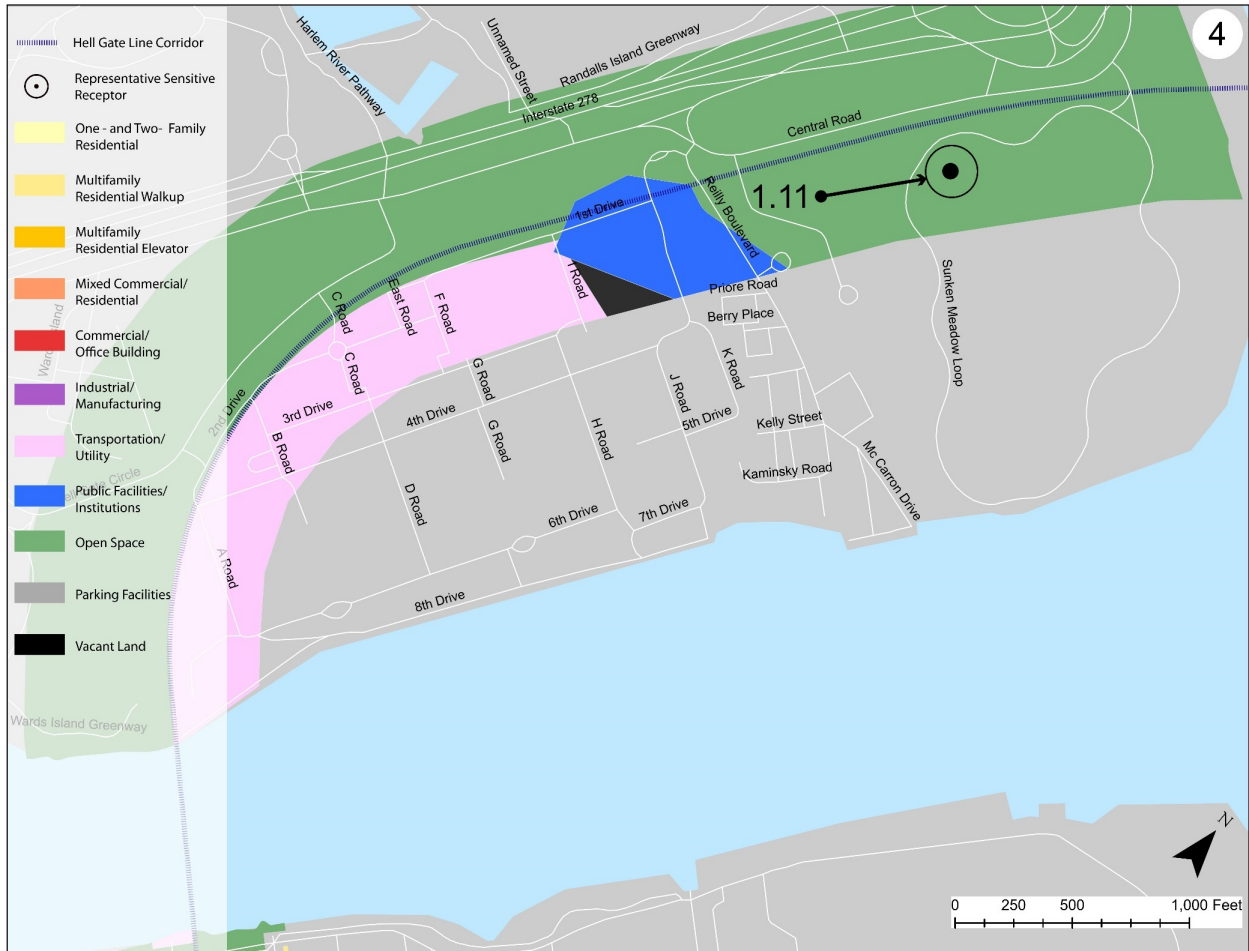 4
Hell Gate Line Corridor
Representative Sensitive
Receptor
One - and Two- Family
Residential
Multifamily
Residential Walkup
Multifamily
Residential Elevator
Mixed Commercial/
Residential
Commercial/
Office Building
Industrial/
Manufacturing
Transportation/
Utility
Public Facilities/
Institutions
Open Space
Parking Facilities
Vacant Land
Harlem River Pathway
Unnamed Street
Randalls Island Greenway
Interstate 278
Central Road
1.11
Reilly Boulevard
1st Drive
I Road
Priore Road
Berry Place
Sunken Meadow Loop
C Road
East Road
F Road
C Road
G Road
K Road
J Road
2nd Drive
3rd Drive
4th Drive
5th Drive
Kelly Street
B Road
G Road
H Road
Kaminsky Road
Mc Carron Drive
D Road
6th Drive
7th Drive
A Road
8th Drive
Wards Island Greenway
N
0 250 500 1,000 Feet